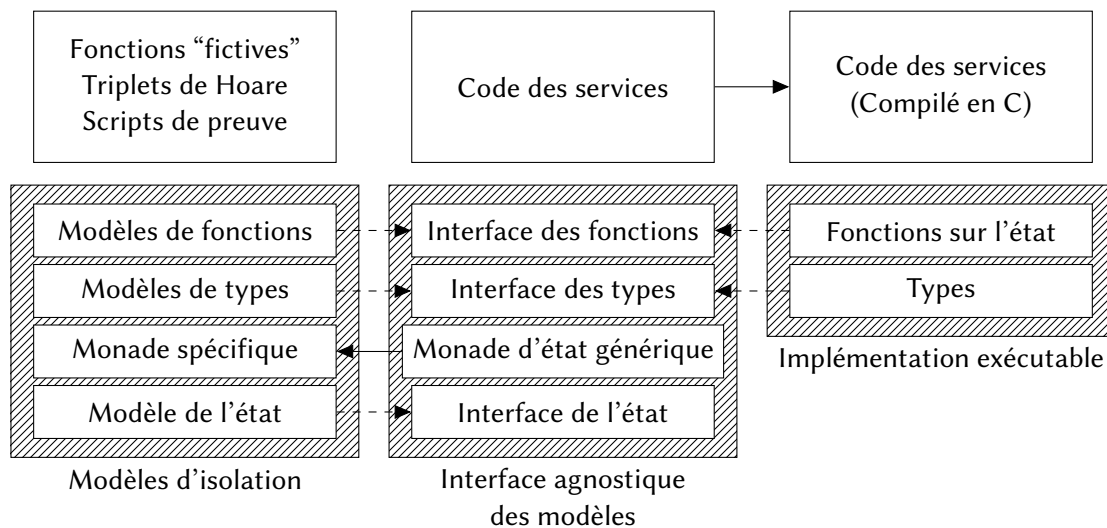 Fonctions “fictives”
Triplets de Hoare
Scripts de preuve
Code des services
Code des services
(Compilé en C)
Modèles de fonctions
Interface des fonctions
Fonctions sur l’état
Modèles de types
Interface des types
Types
Monade spécifique
Monade d’état générique
Implémentation exécutable
Modèle de l’état
Interface de l’état
Modèles d’isolation
Interface agnostique
des modèles